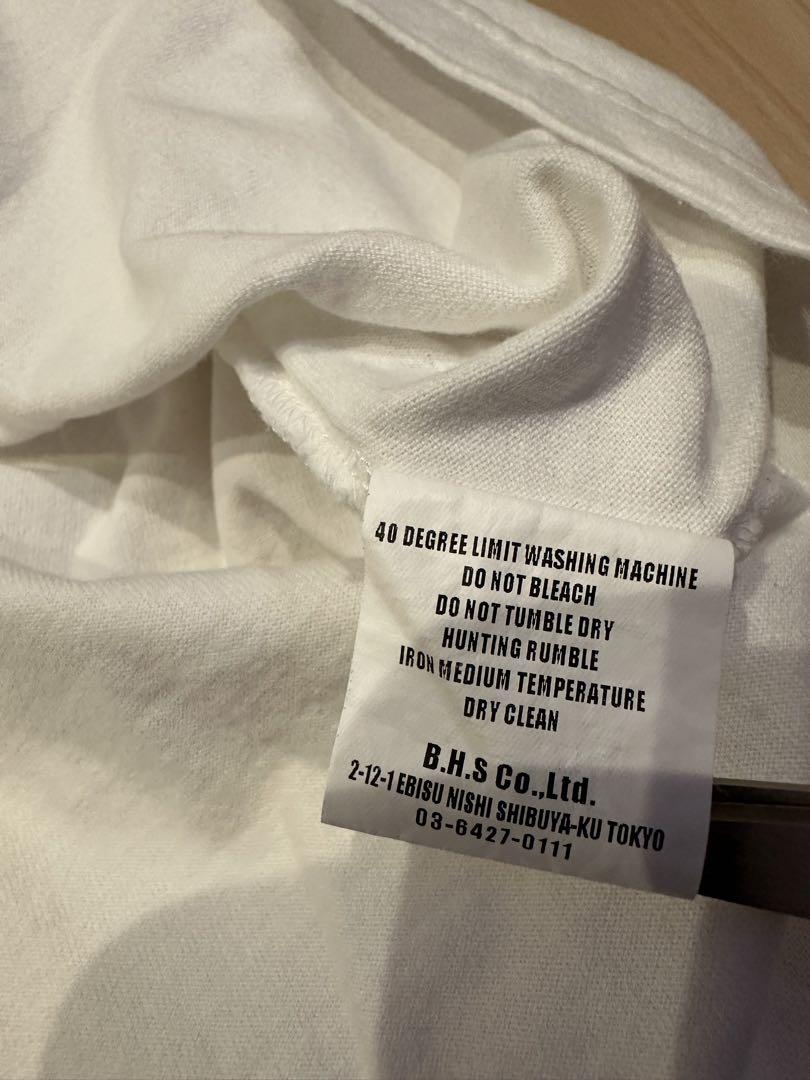 40 DEGREE LIMIT WASHING MACHINE
DO NOT BLEACH
DO NOT TUMBLE DRY
HUNTING RUMBLE
IRON MEDIUM TEMPERATURE
DRY CLEAN
B.H.S Co.,Ltd.
2-12-1 EBISU NISHI SHIBUYA-KU TOKYO
03-6427-0111